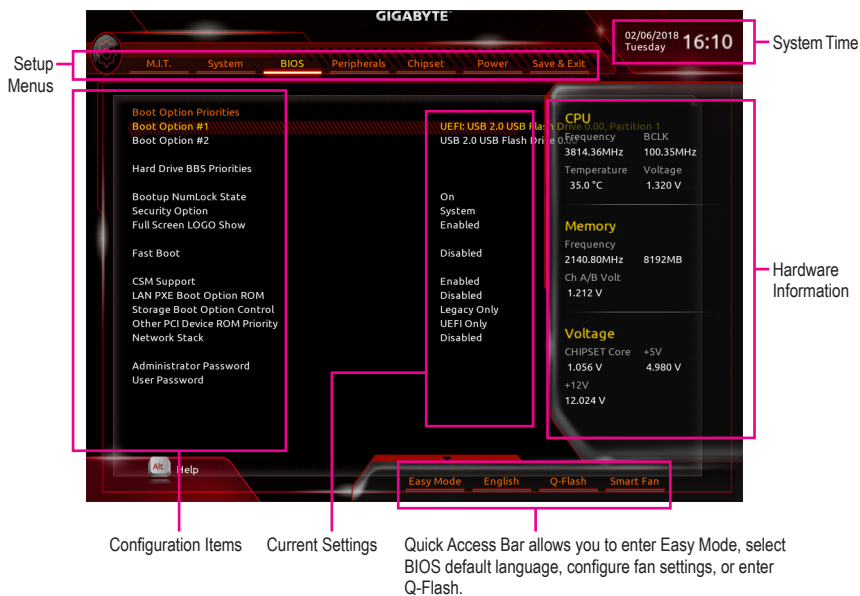 GIGABYTE™
02/06/2018
Tuesday
16:10
System Time
Setup
Menus
M.I.T.
System
BIOS
Peripherals
Chipset
Power
Save & Exit
Boot Option Priorities
Boot Option #1 UEFI: USB 2.0 USB Flash Drive 0.00, Partition 1
Boot Option #2 USB 2.0 USB Flash Drive 0.00
Hard Drive BBS Priorities
Bootup NumLock State On
Security Option System
Full Screen LOGO Show Enabled
Fast Boot Disabled
CSM Support Enabled
LAN PXE Boot Option ROM Disabled
Storage Boot Option Control Legacy Only
Other PCI Device ROM Priority UEFI Only
Network Stack Disabled
Administrator Password
User Password
CPU
Frequency BCLK
3814.36MHz 100.35MHz
Temperature Voltage
35.0 °C 1.320 V
Memory
Frequency
2140.80MHz 8192MB
Ch A/B Volt
1.212 V
Voltage
CHIPSET Core +5V
1.056 V 4.980 V
+12V
12.024 V
Hardware
Information
Alt Help
Easy Mode
English
Q-Flash
Smart Fan
Configuration Items
Current Settings
Quick Access Bar allows you to enter Easy Mode, select
BIOS default language, configure fan settings, or enter
Q-Flash.